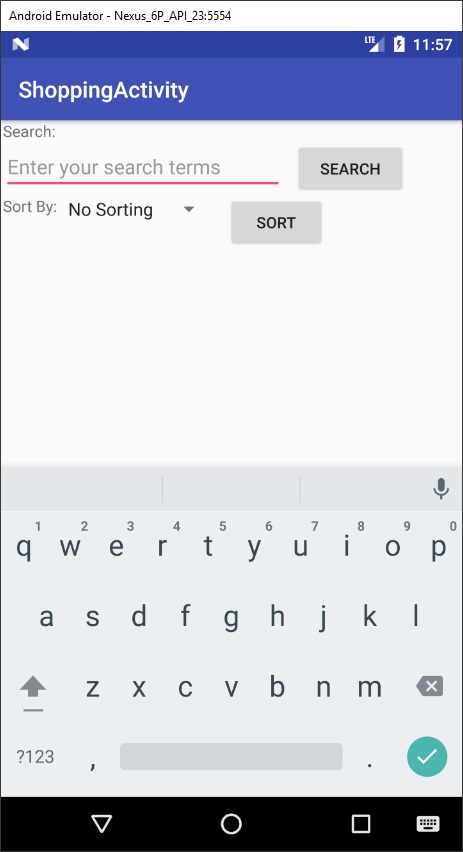 Android Emulator - Nexus_6P_API_23:5554
LTE 11:57
ShoppingActivity
Search:
Enter your search terms SEARCH
Sort By: No Sorting SORT
1 2 3 4 5 6 7 8 9 0
q w e r t y u i o p
a s d f g h j k l
z x c v b n m
?123 , .